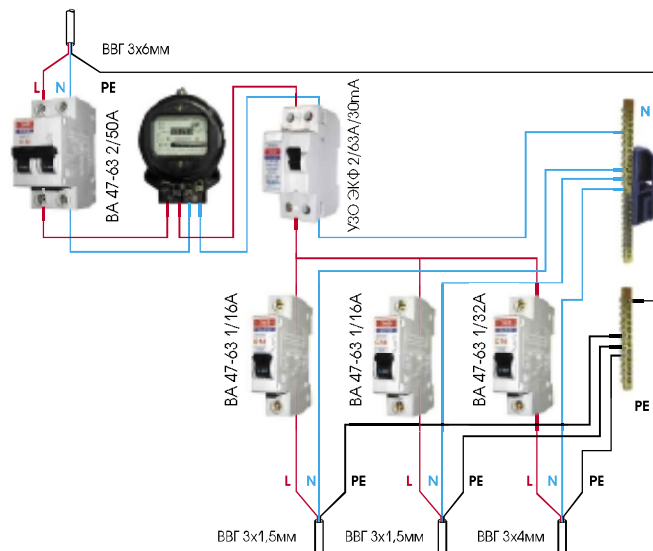 ВВГ 3х6мм
L N PE
ВА 47-63 2/50А
УЗО ЭКФ 2/63А/30mA
N
ВА 47-63 1/16А
ВА 47-63 1/16А
ВА 47-63 1/32А
PE
L N PE
L N PE
L N PE
ВВГ 3х1,5мм
ВВГ 3х1,5мм
ВВГ 3х4мм